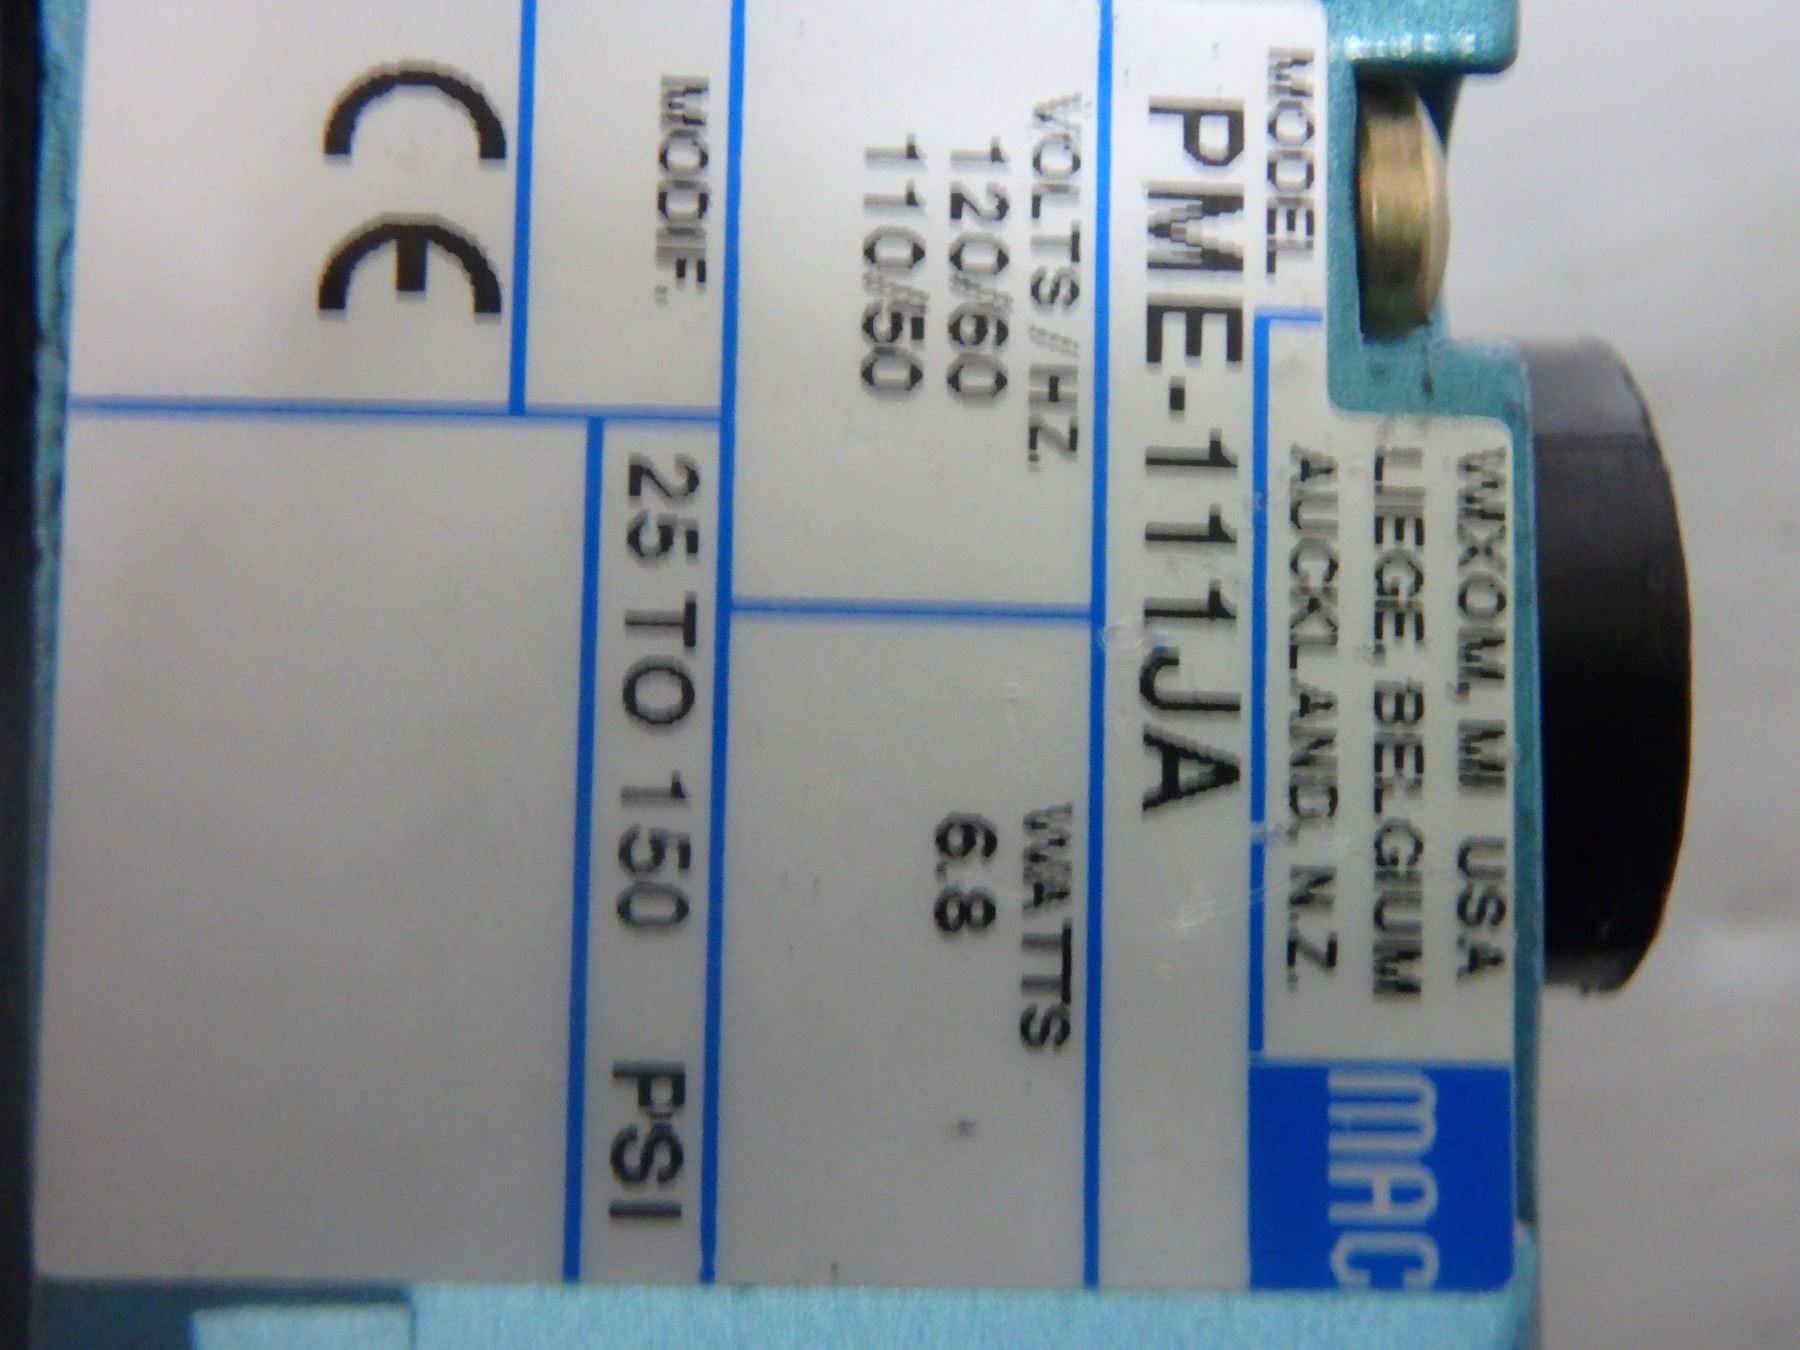 WIXOM, MI USA
LIEGE, BELGIUM
AUCKLAND, N.Z.
MAC
MODEL
PME-111JA
VOLTS/HZ.
120/60
110/50
WATTS
6.8
MODIF.
25 TO 150 PSI
CE